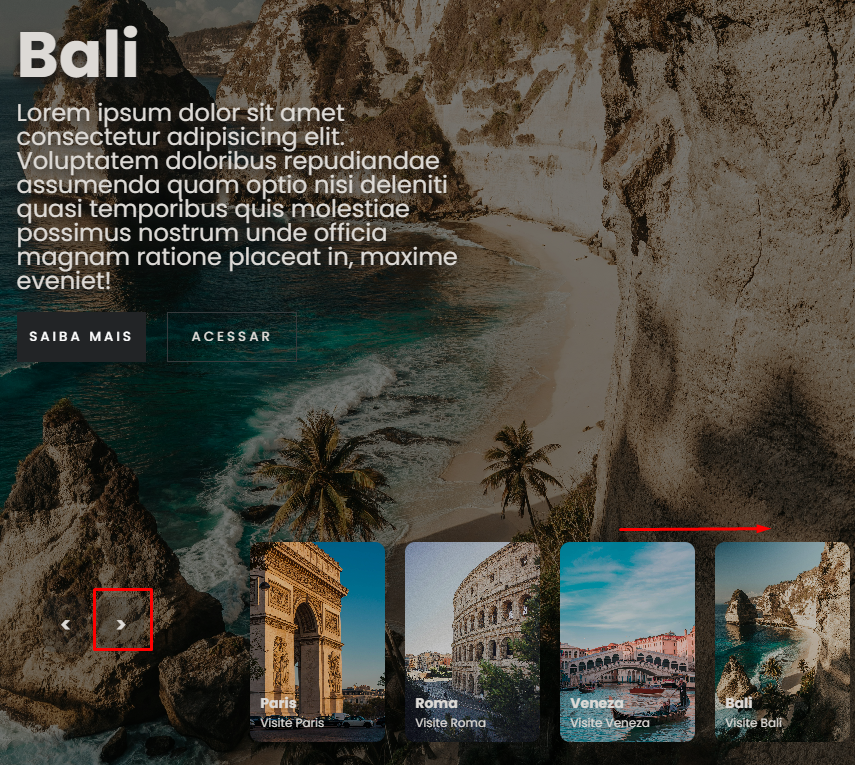 Bali
Lorem ipsum dolor sit amet
consectetur adipisicing elit.
Voluptatem doloribus repudiandae
assumenda quam optio nisi deleniti
quasi temporibus quis molestiae
possimus nostrum unde officia
magnam ratione placeat in, maxime
eveniet!
SAIBA MAIS
ACESSAR
< >
Paris
Visite Paris
Roma
Visite Roma
Veneza
Visite Veneza
Bali
Visite Bali